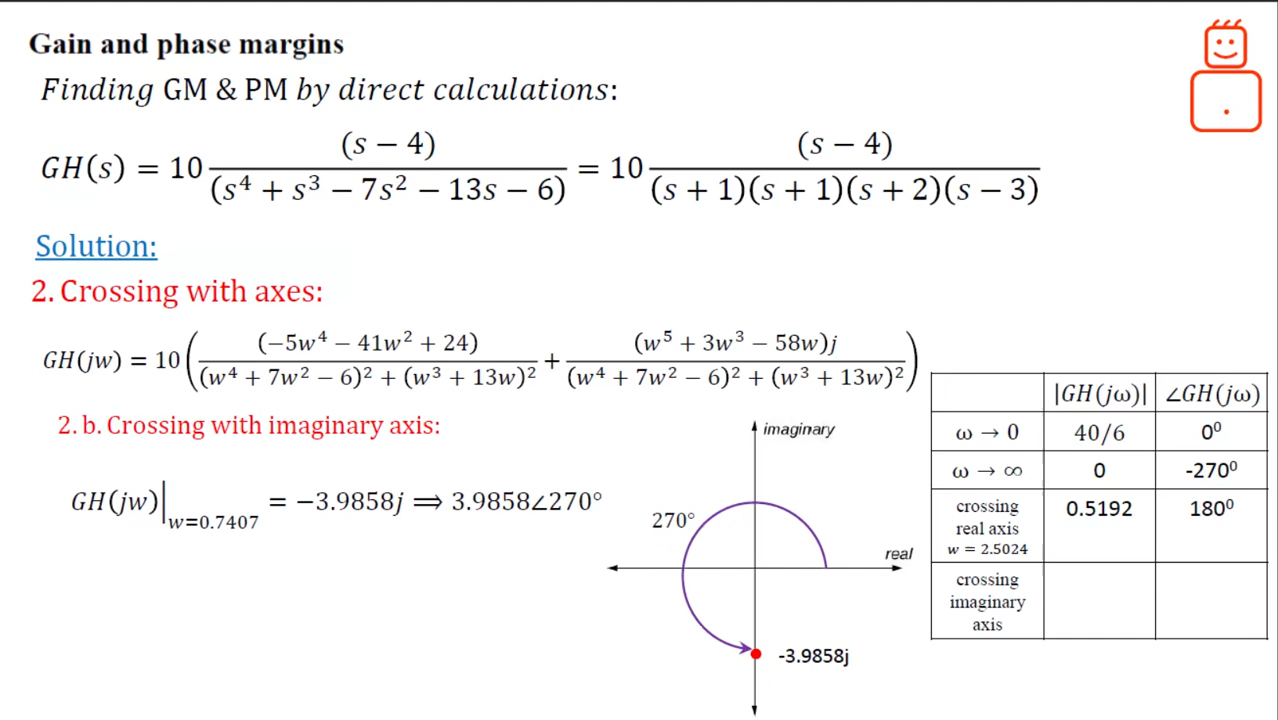 Gain and phase margins
Finding GM & PM by direct calculations:
GH(s) = 10 (s − 4) / (s⁴ + s³ − 7s² − 13s − 6) = 10 (s − 4) / (s + 1)(s + 1)(s + 2)(s − 3)
Solution:
2. Crossing with axes:
GH(jw) = 10 ( (−5w⁴ − 41w² + 24) / (w⁴ + 7w² − 6)² + (w³ + 13w)² + (w⁵ + 3w³ − 58w)j / (w⁴ + 7w² − 6)² + (w³ + 13w)² )
2. b. Crossing with imaginary axis:
GH(jw)|w=0.7407 = −3.9858j ⟹ 3.9858∠270°
imaginary
270°
real
-3.9858j
|GH(jω)| ∠GH(jω)
ω → 0 40/6 0⁰
ω → ∞ 0 -270⁰
crossing
real axis
w = 2.5024
0.5192 180⁰
crossing
imaginary
axis